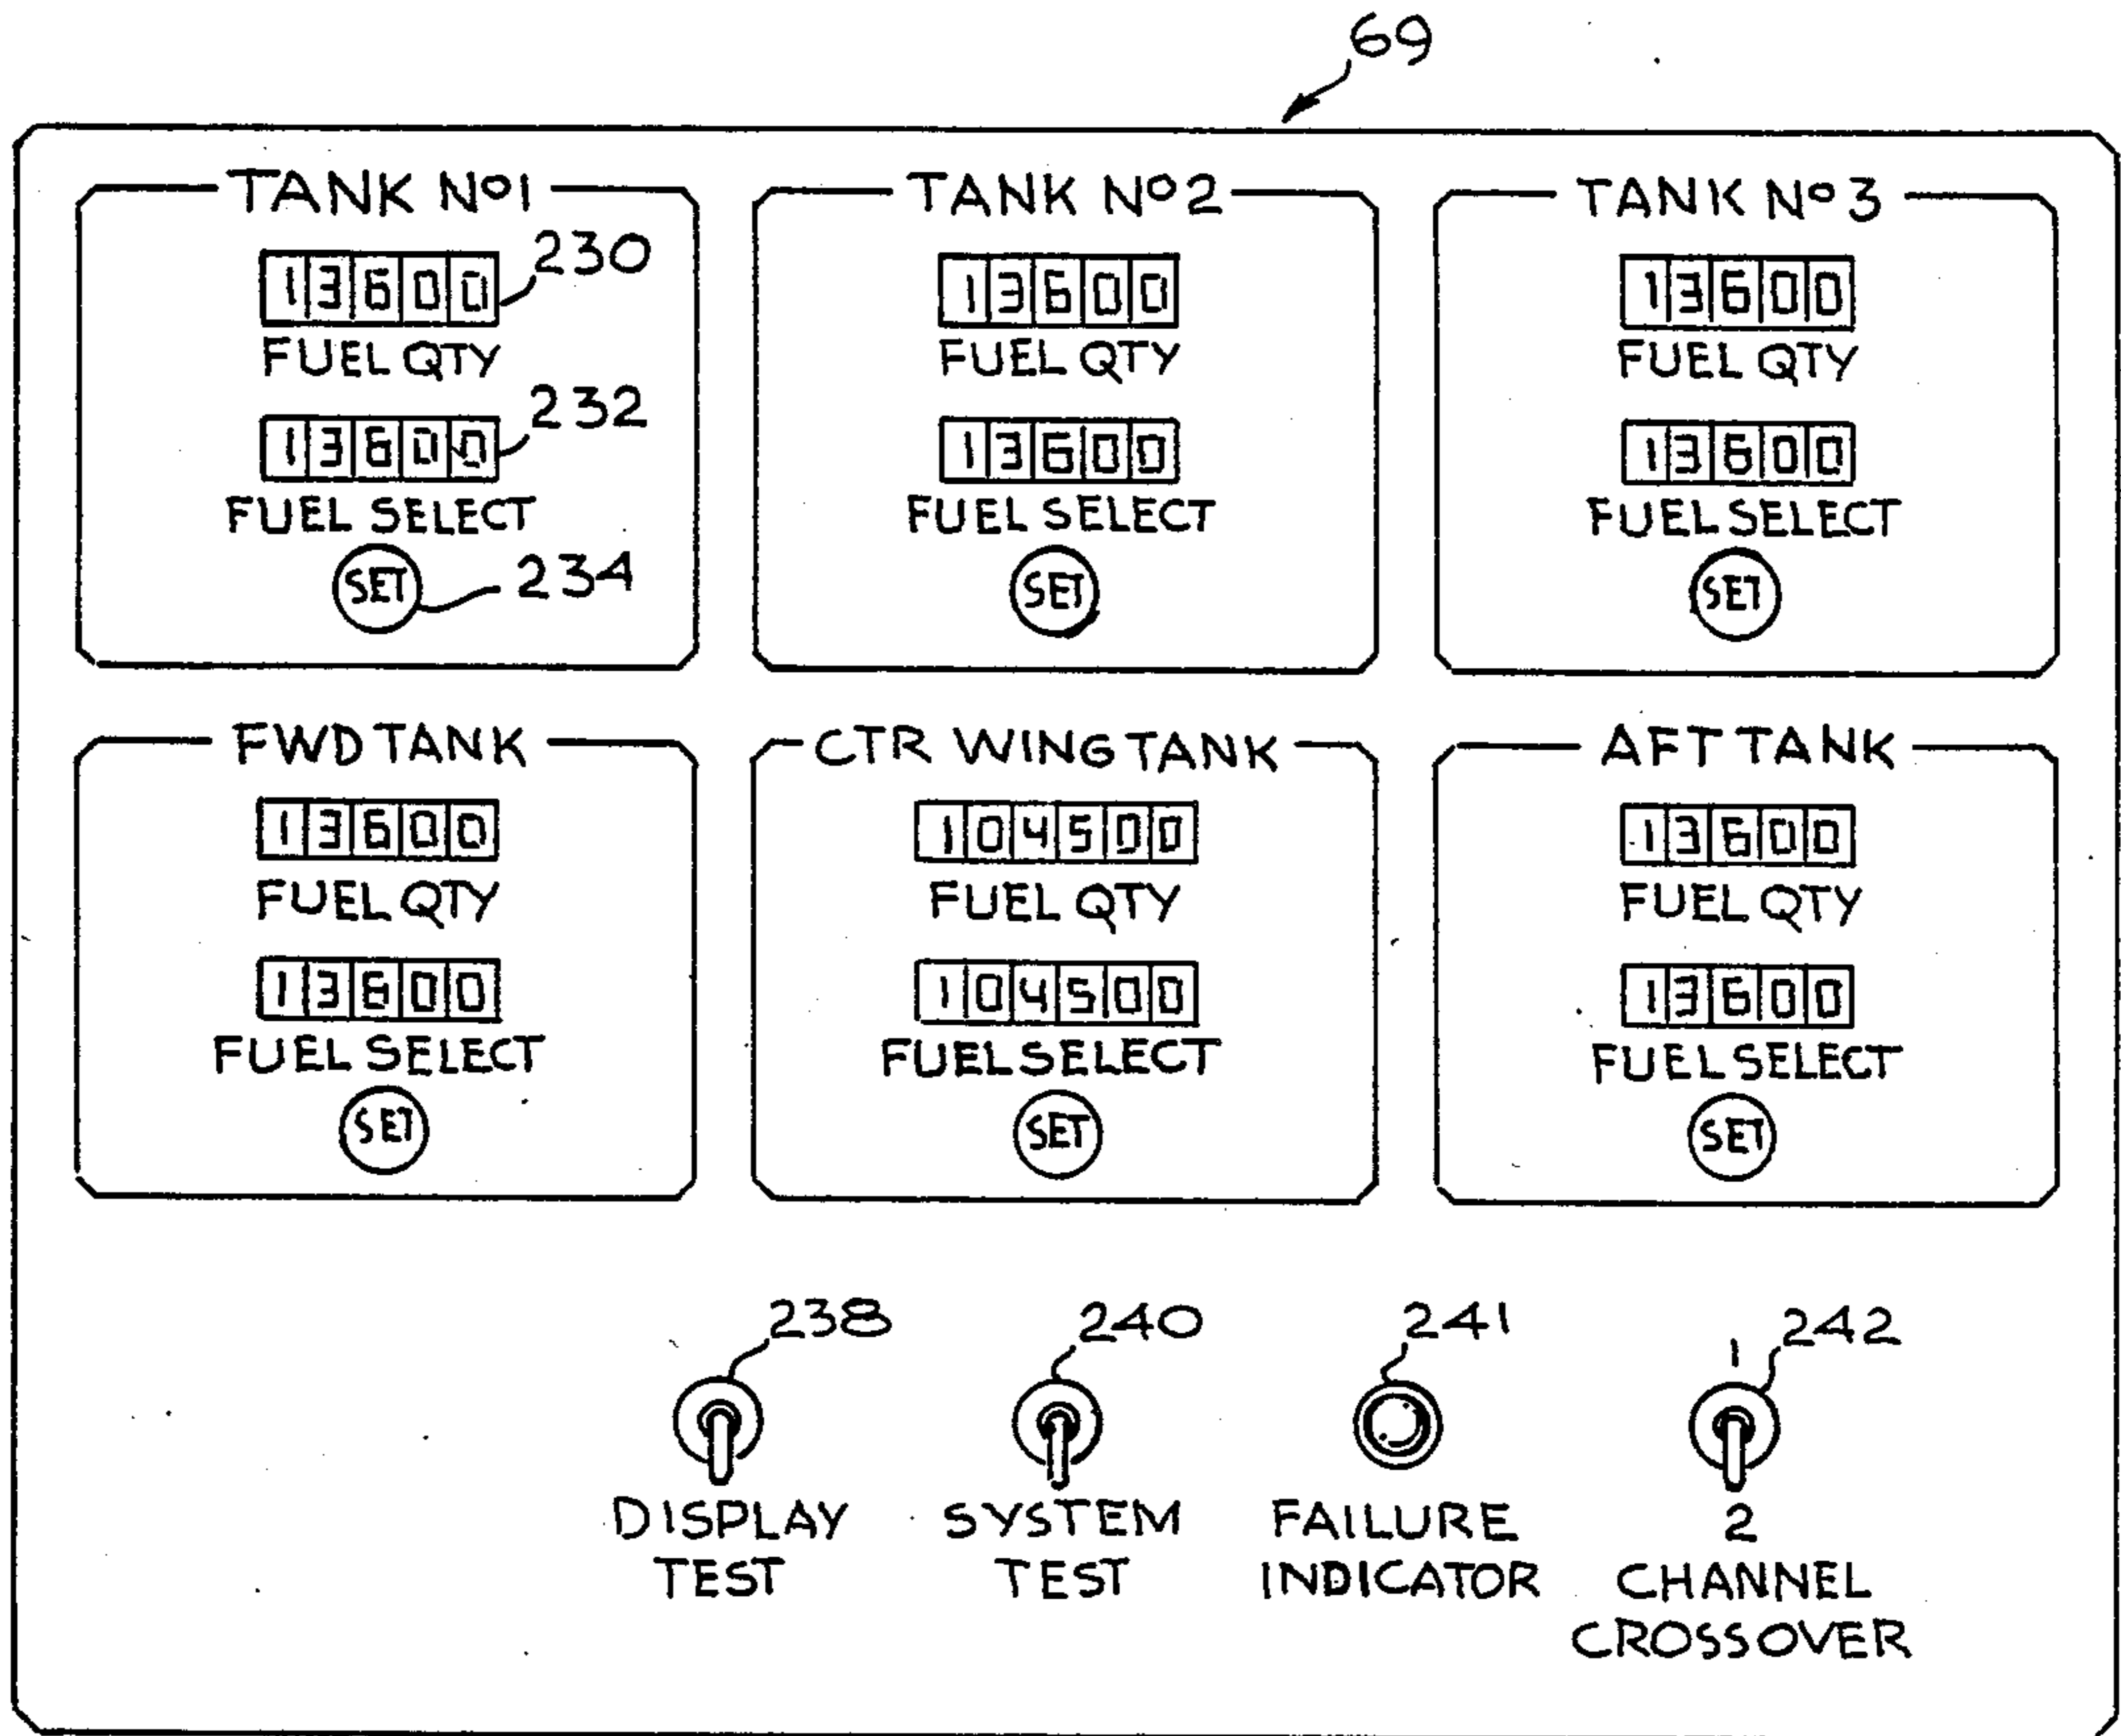 69
TANK Nº1
13600
230
FUEL QTY
13600
232
FUEL SELECT
SET
234
TANK Nº2
13600
FUEL QTY
13600
FUEL SELECT
SET
TANK Nº3
13600
FUEL QTY
13600
FUEL SELECT
SET
FWD TANK
13600
FUEL QTY
13600
FUEL SELECT
SET
CTR WING TANK
104500
FUEL QTY
104500
FUEL SELECT
SET
AFT TANK
13600
FUEL QTY
13600
FUEL SELECT
SET
238
DISPLAY
TEST
240
SYSTEM
TEST
241
FAILURE
INDICATOR
1
242
2
CHANNEL
CROSSOVER